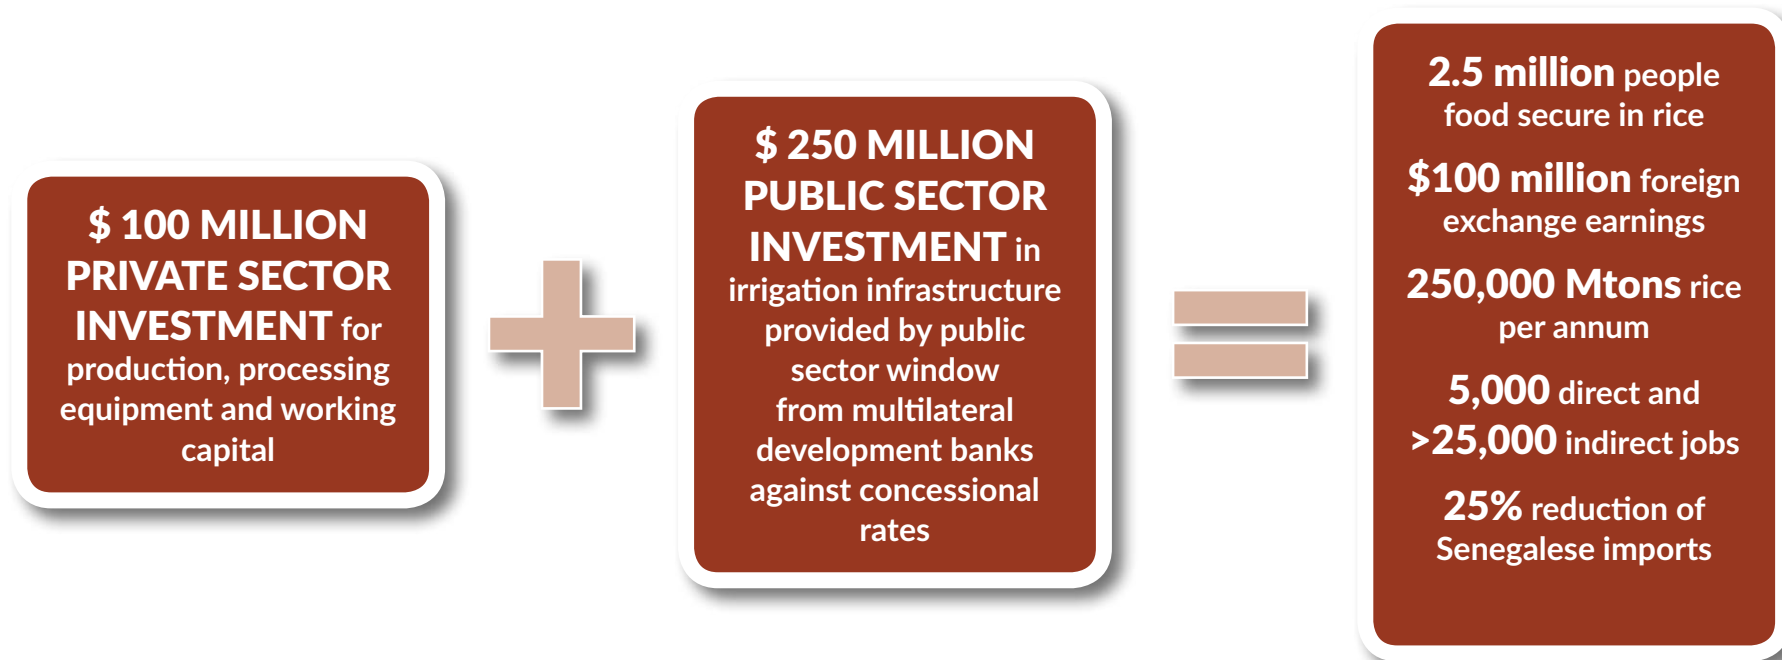 $ 100 MILLION
PRIVATE SECTOR
INVESTMENT for
production, processing
equipment and working
capital
$ 250 MILLION
PUBLIC SECTOR
INVESTMENT in
irrigation infrastructure
provided by public
sector window
from multilateral
development banks
against concessional
rates
2.5 million people
food secure in rice
$100 million foreign
exchange earnings
250,000 Mtons rice
per annum
5,000 direct and
>25,000 indirect jobs
25% reduction of
Senegalese imports